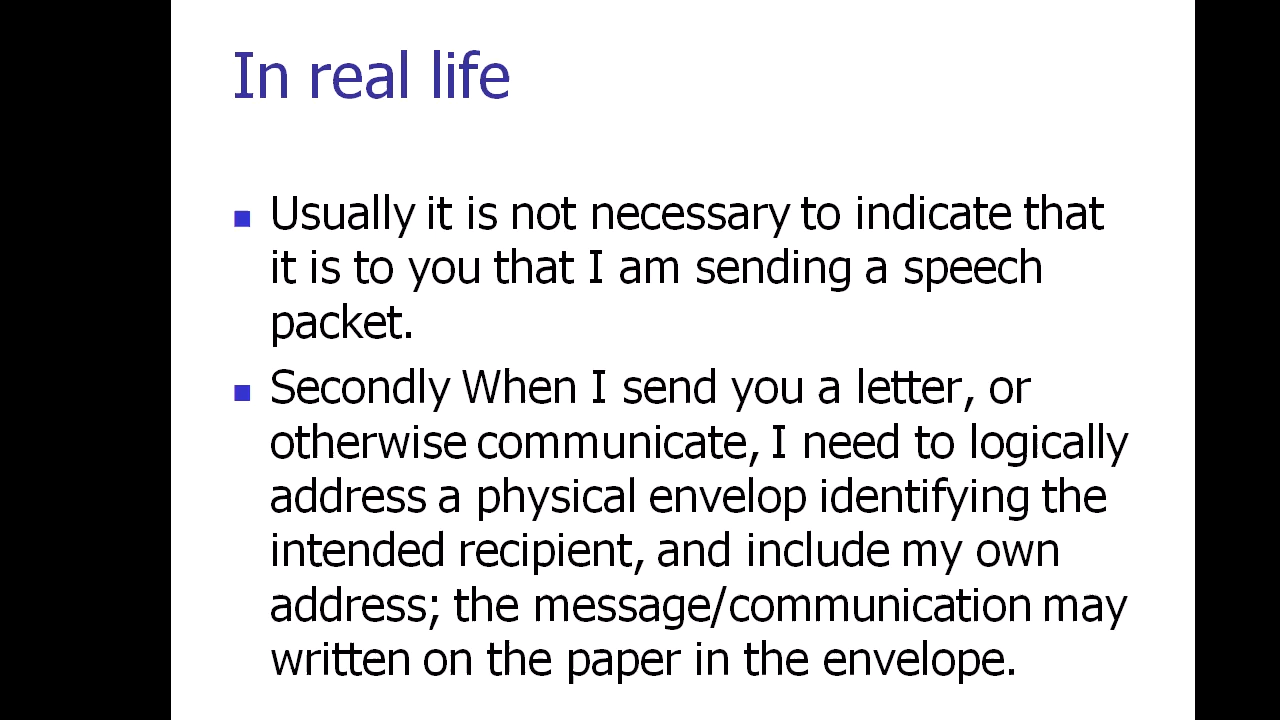 In real life
Usually it is not necessary to indicate that
it is to you that I am sending a speech
packet.
Secondly When I send you a letter, or
otherwise communicate, I need to logically
address a physical envelop identifying the
intended recipient, and include my own
address; the message/communication may
written on the paper in the envelope.